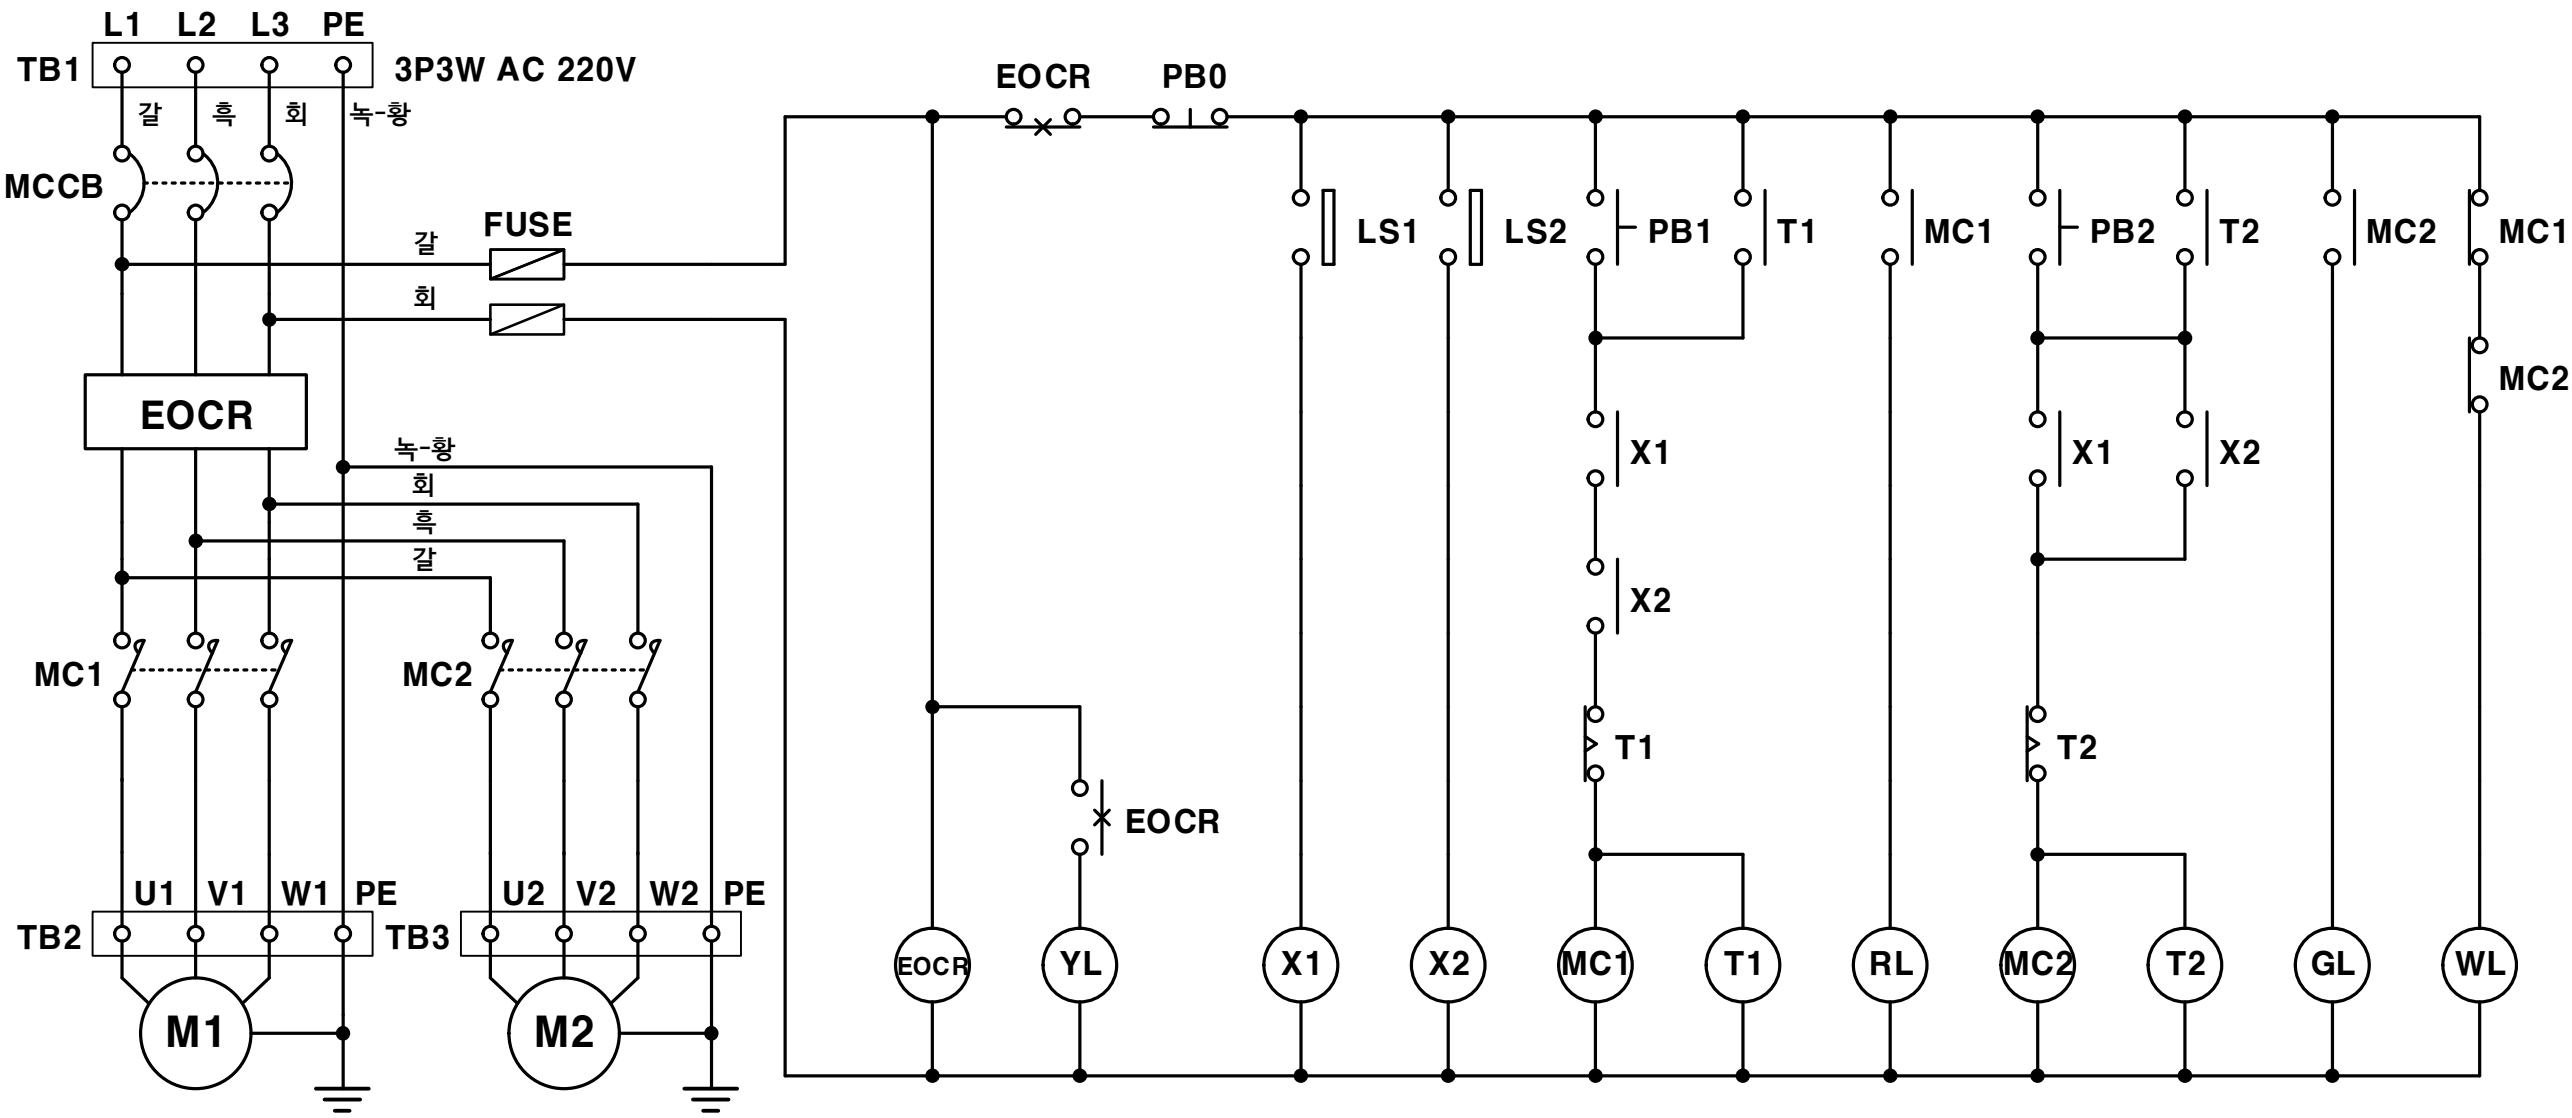 L1 L2 L3 PE
TB1 3P3W AC 220V
갈 흑 회 녹-황
MCCB
FUSE
갈
회
EOCR
녹-황
회
흑
갈
MC1 MC2
U1 V1 W1 PE U2 V2 W2 PE
TB2 TB3
M1 M2
EOCR PB0
LS1 LS2 PB1 T1 MC1 PB2 T2 MC2 MC1
MC2
X1 X1 X2
X2
T1 T2
EOCR
EOCR YL X1 X2 MC1 T1 RL MC2 T2 GL WL